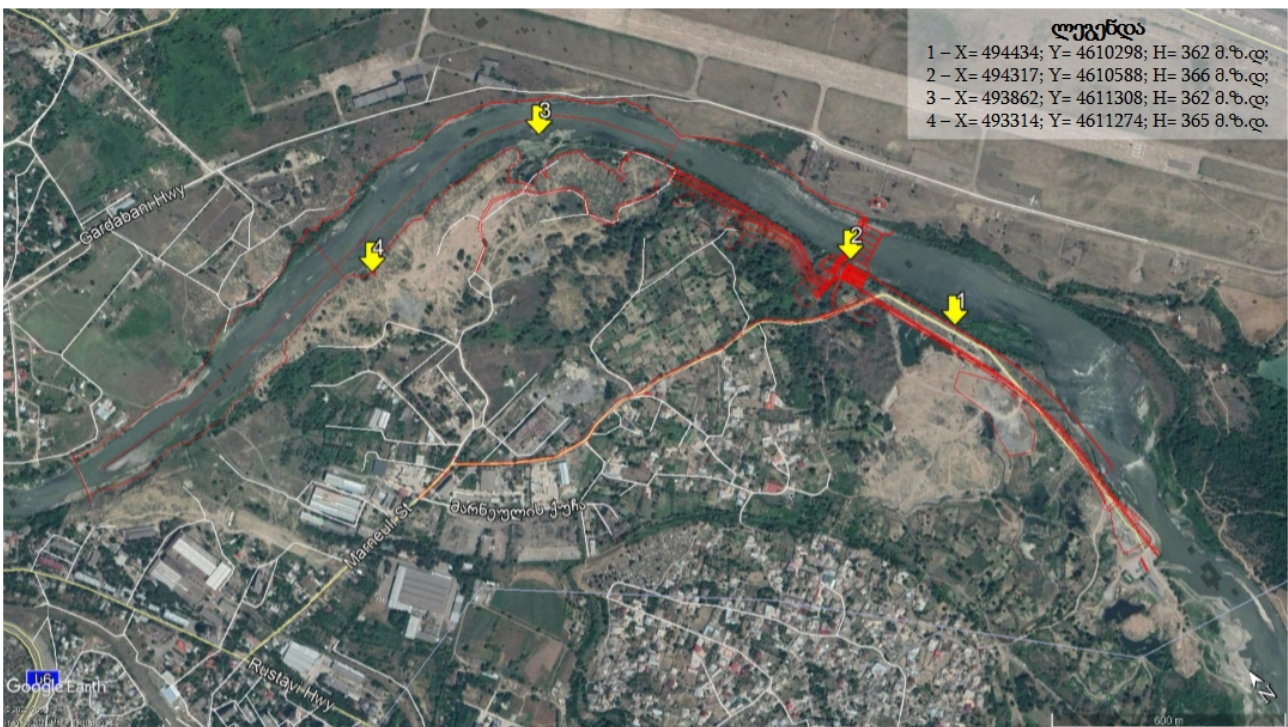 ლეგენდა
1 – X= 494434; Y= 4610298; H= 362 მ.ზ.დ;
2 – X= 494317; Y= 4610588; H= 366 მ.ზ.დ;
3 – X= 493862; Y= 4611308; H= 362 მ.ზ.დ;
4 – X= 493314; Y= 4611274; H= 365 მ.ზ.დ.
3
Gardabani Hwy
4
2
1
მარნეულის ქუჩა
Marneuli St
Rustavi Hwy
Google Earth
N
600 m